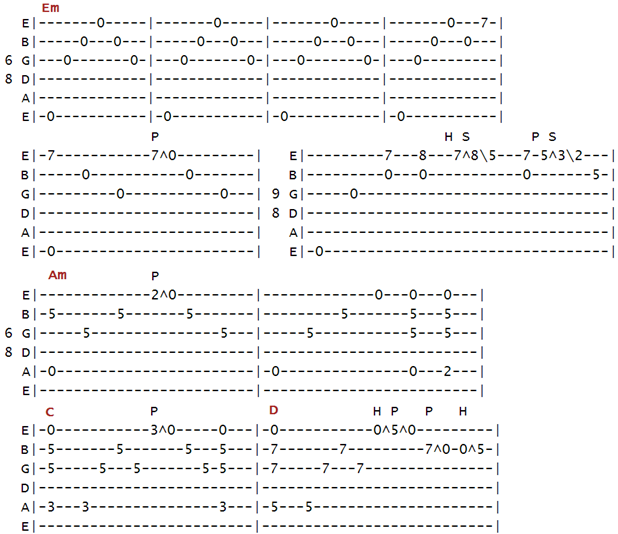 Em
E|-------0-----|-------0-----|-------0-----|-------0---7-|
B|-----0---0---|-----0---0---|-----0---0---|-----0---0---|
6 G|---0-------0-|---0-------0-|---0-------0-|---0---------|
8 D|-------------|-------------|-------------|-------------|
A|-------------|-------------|-------------|-------------|
E|-0-----------|-0-----------|-0-----------|-0-----------|
P H S P S
E|-7-----------7^0----------| E|---------7---8---7^8\5---7-5^3\2---|
B|-----0-----------0--------| B|---------0---0-----------0-------5-|
G|---------0-----------0----| 9 G|-----0-----------------------------|
D|--------------------------| 8 D|-----------------------------------|
A|--------------------------| A|-----------------------------------|
E|-0------------------------| E|-0---------------------------------|
Am P
E|-------------2^0----------|-------------0---0---0---|
B|-5-------5-------5--------|---------5-------5---5---|
6 G|-----5---------------5----|-----5-----------5---5---|
8 D|--------------------------|-------------------------|
A|-0------------------------|-0---------------0---2---|
E|--------------------------|-------------------------|
C P D H P P H
E|-0-----------3^0-----0----|-0-----------0^5^0----------|
B|-5-------5-------5---5----|-7-------7---------7^0-0^5-|
G|-5-----5---5-------5-5----|-7-----7---7---------------|
D|--------------------------|---------------------------|
A|-3---3---------------3----|-5---5---------------------|
E|--------------------------|---------------------------|